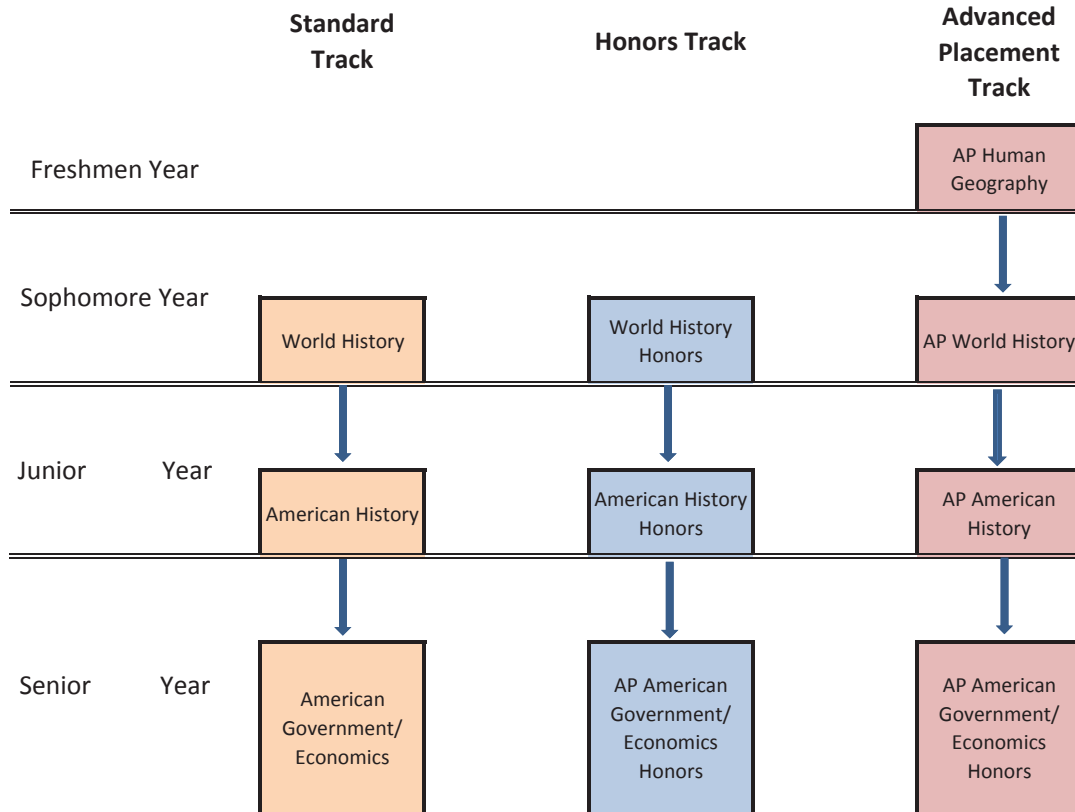 Standard
Track
Honors Track
Advanced
Placement
Track
Freshmen Year
AP Human
Geography
Sophomore Year
World History
World History
Honors
AP World History
Junior Year
American History
American History
Honors
AP American
History
Senior Year
American
Government/
Economics
AP American
Government/
Economics
Honors
AP American
Government/
Economics
Honors